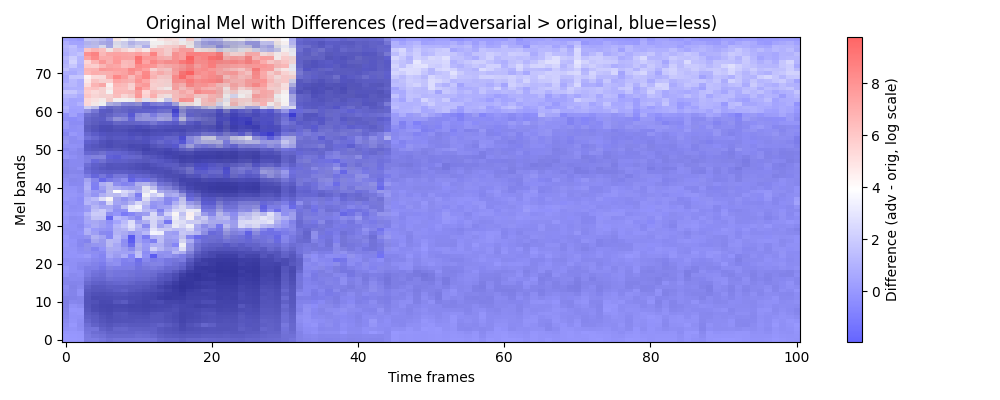 Original Mel with Differences (red=adversarial > original, blue=less)
Mel bands
70
60
50
40
30
20
10
0
0 20 40 60 80 100
Time frames
8
6
4
2
0
Difference (adv - orig, log scale)